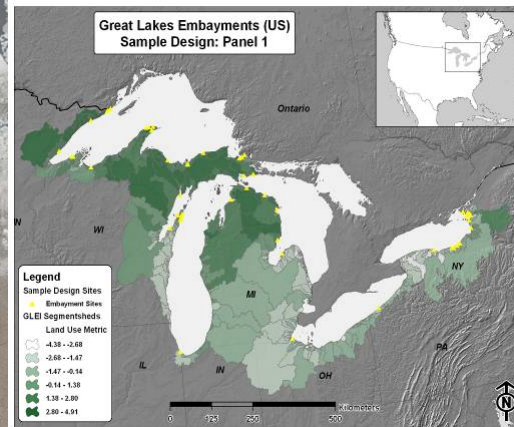 Great Lakes Embayments (US)
Sample Design: Panel 1
Ontario
WI
MI
NY
IL
IN
OH
PA
Legend
Sample Design Sites
Embayment Sites
GLEI Segmentsheds
Land Use Metric
-4.38 - -2.68
-2.68 - -1.47
-1.47 - -0.14
-0.14 - 1.38
1.38 - 2.80
2.80 - 4.91
Kilometers
0 125 250 500
N